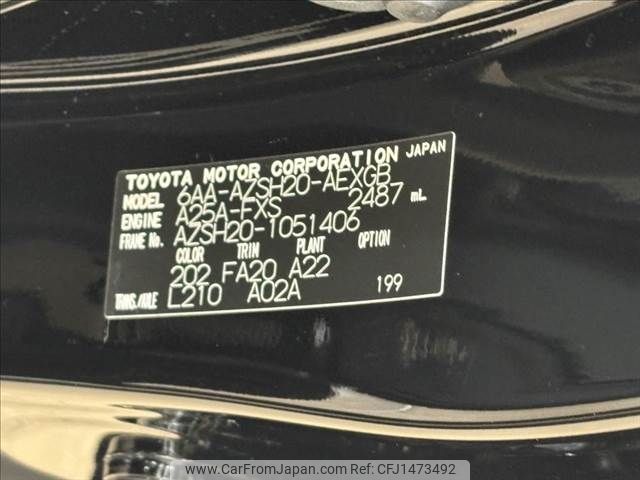 TOYOTA MOTOR CORPORATION JAPAN
MODEL 6AA-AZSH20-AEXGB
ENGINE A25A-FXS 2487 mL
FRAME No. AZSH20-1051406
COLOR TRIM PLANT OPTION
202 FA20 A22
TRANS./AXLE L210 A02A 199
www.CarFromJapan.com - CFJ1473492